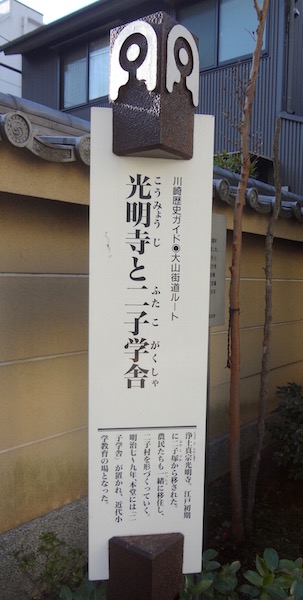 川崎歴史ガイド◉大山街道ルート
こうみょうじ ふたこ がくしゃ
光明寺と二子学舎
浄土真宗光明寺。江戸初期
に二子塚から移された。
農民たちも一緒に移住し、
二子村を形づくっていく。
明治七〜九年、本堂には「二
子学舎」が置かれ、近代小
学教育の場となった。